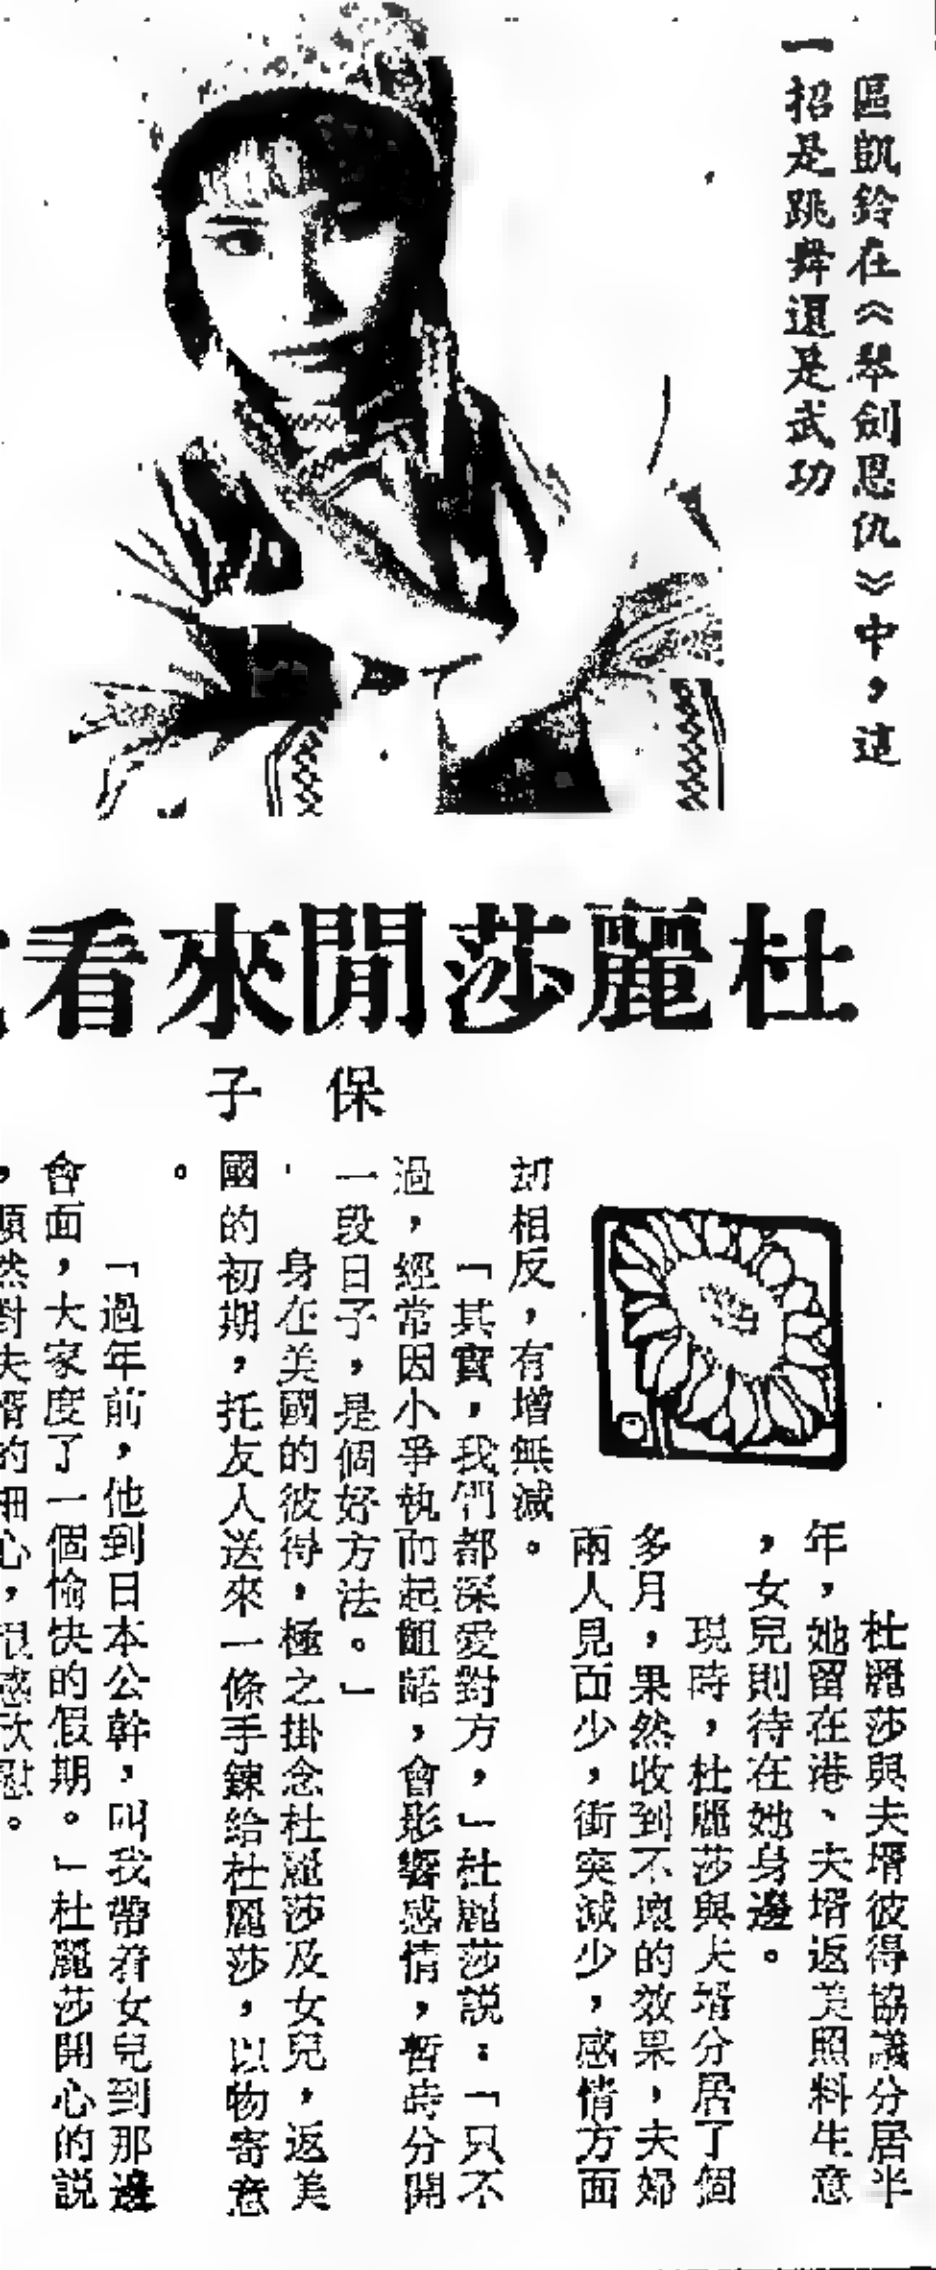 區凱鈴在《琴劍恩仇》中，這
一招是跳舞還是武功
杜麗莎閒來看
保子
杜麗莎與夫壻彼得協議分居半
年，她留在港、夫壻返美照料生意
，女兒則待在她身邊。
現時，杜麗莎與夫壻分居了個
多月，果然收到不壞的效果，夫婦
兩人見面少，衝突減少，感情方面
刧相反，有增無減。
「其實，我們都深愛對方，」杜麗莎説：「只不
過，經常因小爭執而起齟齬，會影響感情，暫時分開
一段日子，是個好方法。」
身在美國的彼得，極之掛念杜麗莎及女兒，返美
國的初期，托友人送來一條手鍊給杜麗莎，以物寄意
。
「過年前，他到日本公幹，叫我帶着女兒到那邊
會面，大家度了一個愉快的假期。」杜麗莎開心的説
，顯然對夫壻的細心，很感欣慰。